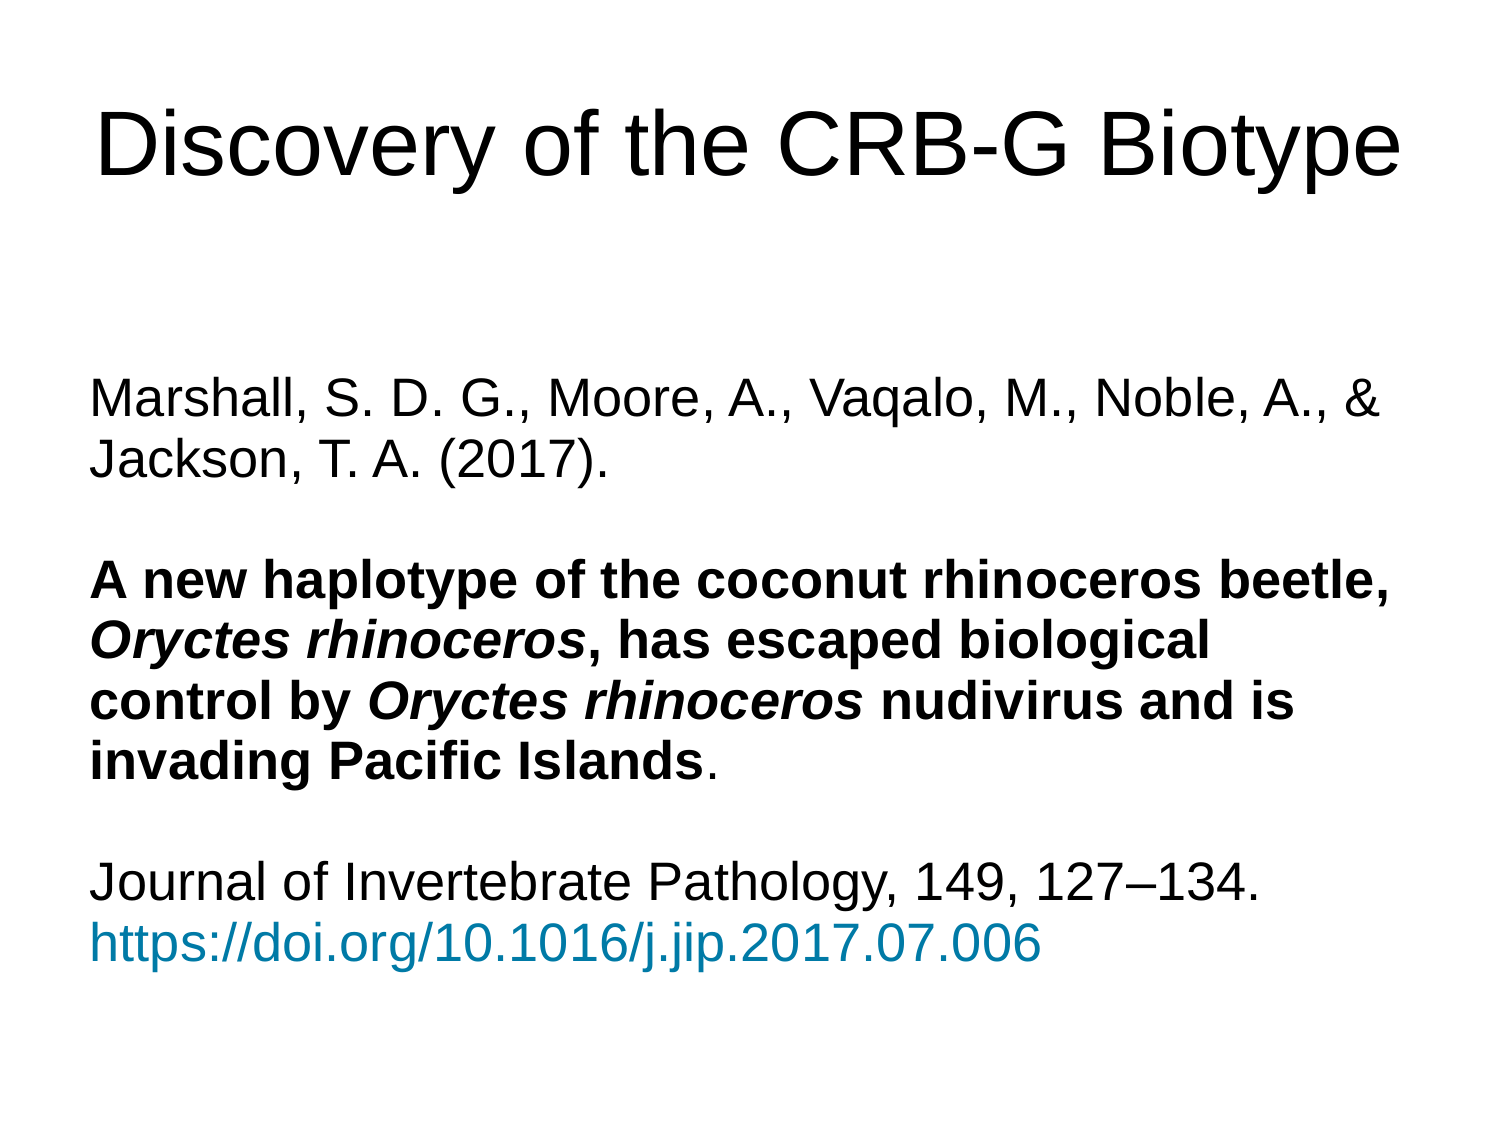 Discovery of the CRB-G Biotype
Marshall, S. D. G., Moore, A., Vaqalo, M., Noble, A., &
Jackson, T. A. (2017).
A new haplotype of the coconut rhinoceros beetle,
Oryctes rhinoceros, has escaped biological
control by Oryctes rhinoceros nudivirus and is
invading Pacific Islands.
Journal of Invertebrate Pathology, 149, 127–134.
https://doi.org/10.1016/j.jip.2017.07.006